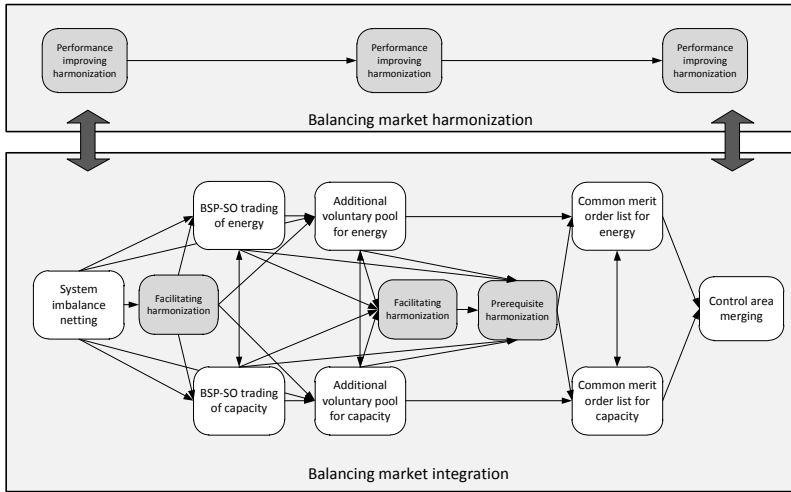 Performance
improving
harmonization
Performance
improving
harmonization
Performance
improving
harmonization
Balancing market harmonization
BSP-SO trading
of energy
Additional
voluntary pool
for energy
Common merit
order list for
energy
System
imbalance
netting
Facilitating
harmonization
Facilitating
harmonization
Prerequisite
harmonization
Control area
merging
BSP-SO trading
of capacity
Additional
voluntary pool
for capacity
Common merit
order list for
capacity
Balancing market integration